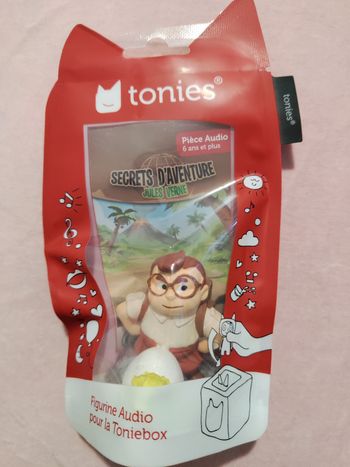 tonies®
tonies®
Pièce Audio
6 ans et plus
SECRETS D'AVENTURE
JULES VERNE
Figurine Audio
pour la Toniebox